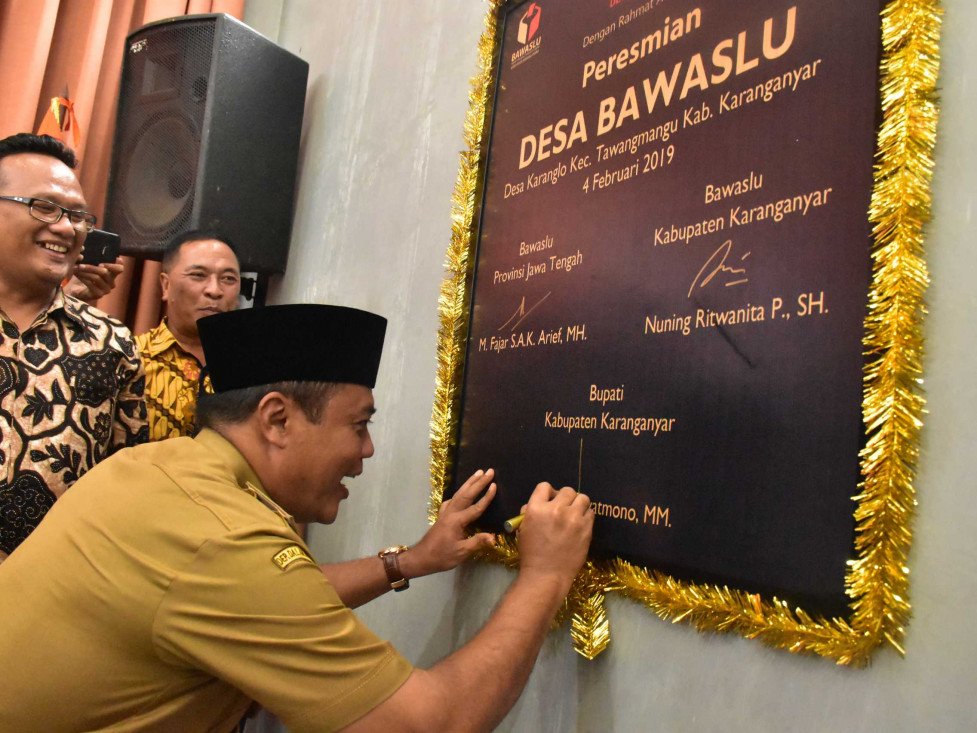 BAWASLU
Dengan Rahmat
Peresmian
DESA BAWASLU
Desa Karanglo Kec. Tawangmangu Kab. Karanganyar
4 Februari 2019
Bawaslu
Provinsi Jawa Tengah
M. Fajar S.A.K. Arief, MH.
Bawaslu
Kabupaten Karanganyar
Nuning Ritwanita P., SH.
Bupati
Kabupaten Karanganyar
atmono, MM.